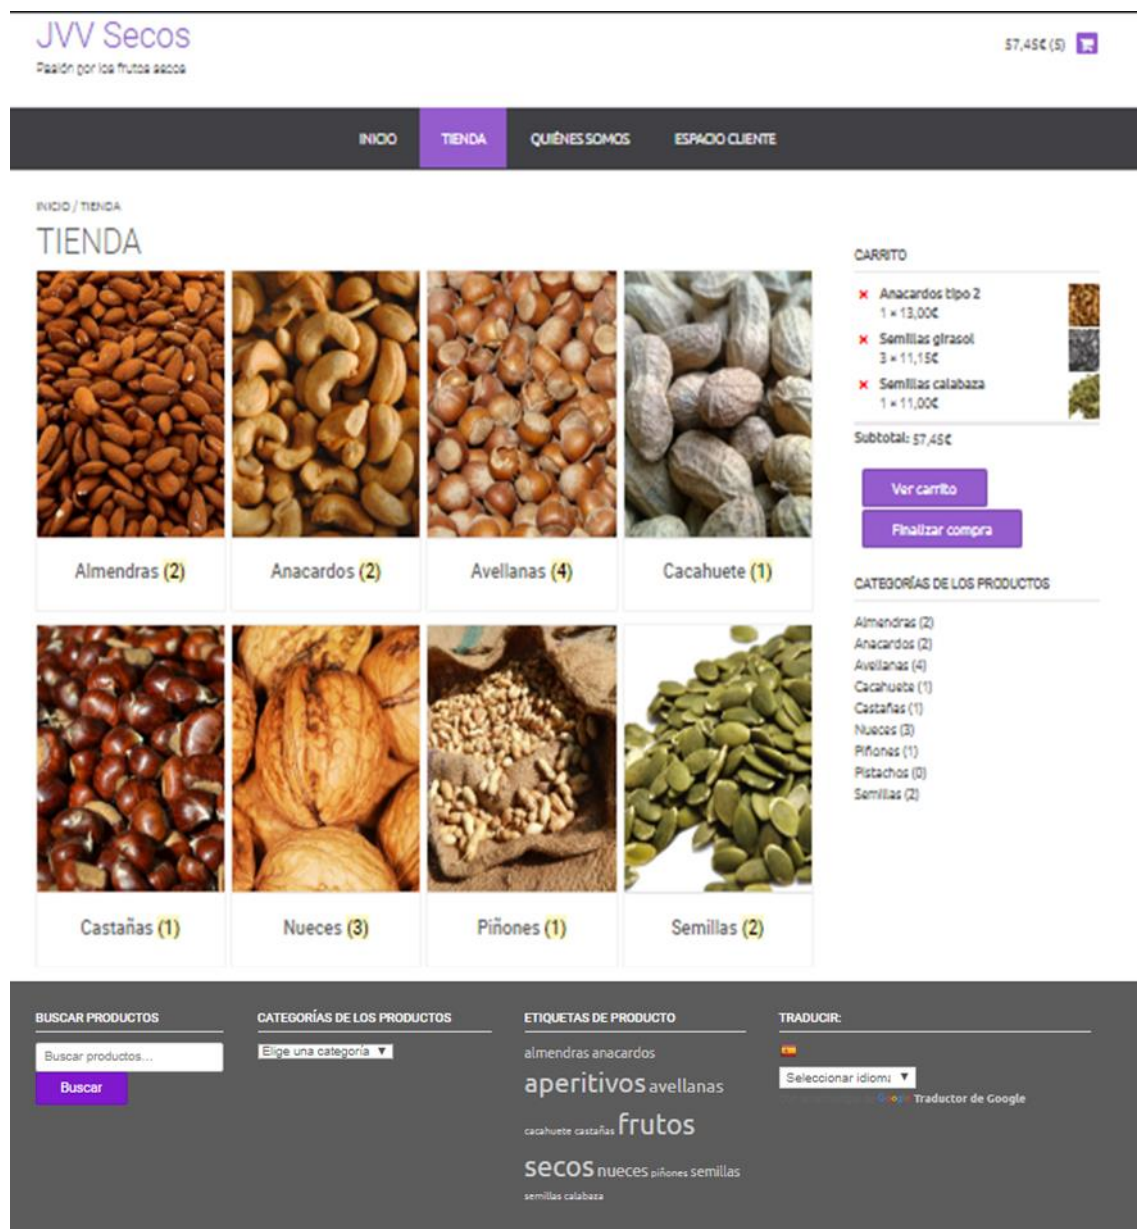 JVV Secos
Pasión por los frutos secos
57,45€ (5)
INICIO
TIENDA
QUIÉNES SOMOS
ESPACIO CLIENTE
INICIO / TIENDA
TIENDA
Almendras (2)
Anacardos (2)
Avellanas (4)
Cacahuete (1)
Castañas (1)
Nueces (3)
Piñones (1)
Semillas (2)
CARRITO
× Anacardos tipo 2
1 × 13,00€
× Semillas girasol
3 × 11,15€
× Semillas calabaza
1 × 11,00€
Subtotal: 57,45€
Ver carrito
Finalizar compra
CATEGORÍAS DE LOS PRODUCTOS
Almendras (2)
Anacardos (2)
Avellanas (4)
Cacahuete (1)
Castañas (1)
Nueces (3)
Piñones (1)
Pistachos (0)
Semillas (2)
BUSCAR PRODUCTOS
Buscar productos...
Buscar
CATEGORÍAS DE LOS PRODUCTOS
Elige una categoría ▼
ETIQUETAS DE PRODUCTO
almendras anacardos
aperitivos avellanas
cacahuete castañas frutos
secos nueces piñones semillas
semillas calabaza
TRADUCIR:
Seleccionar idioma ▼
Google Traductor de Google